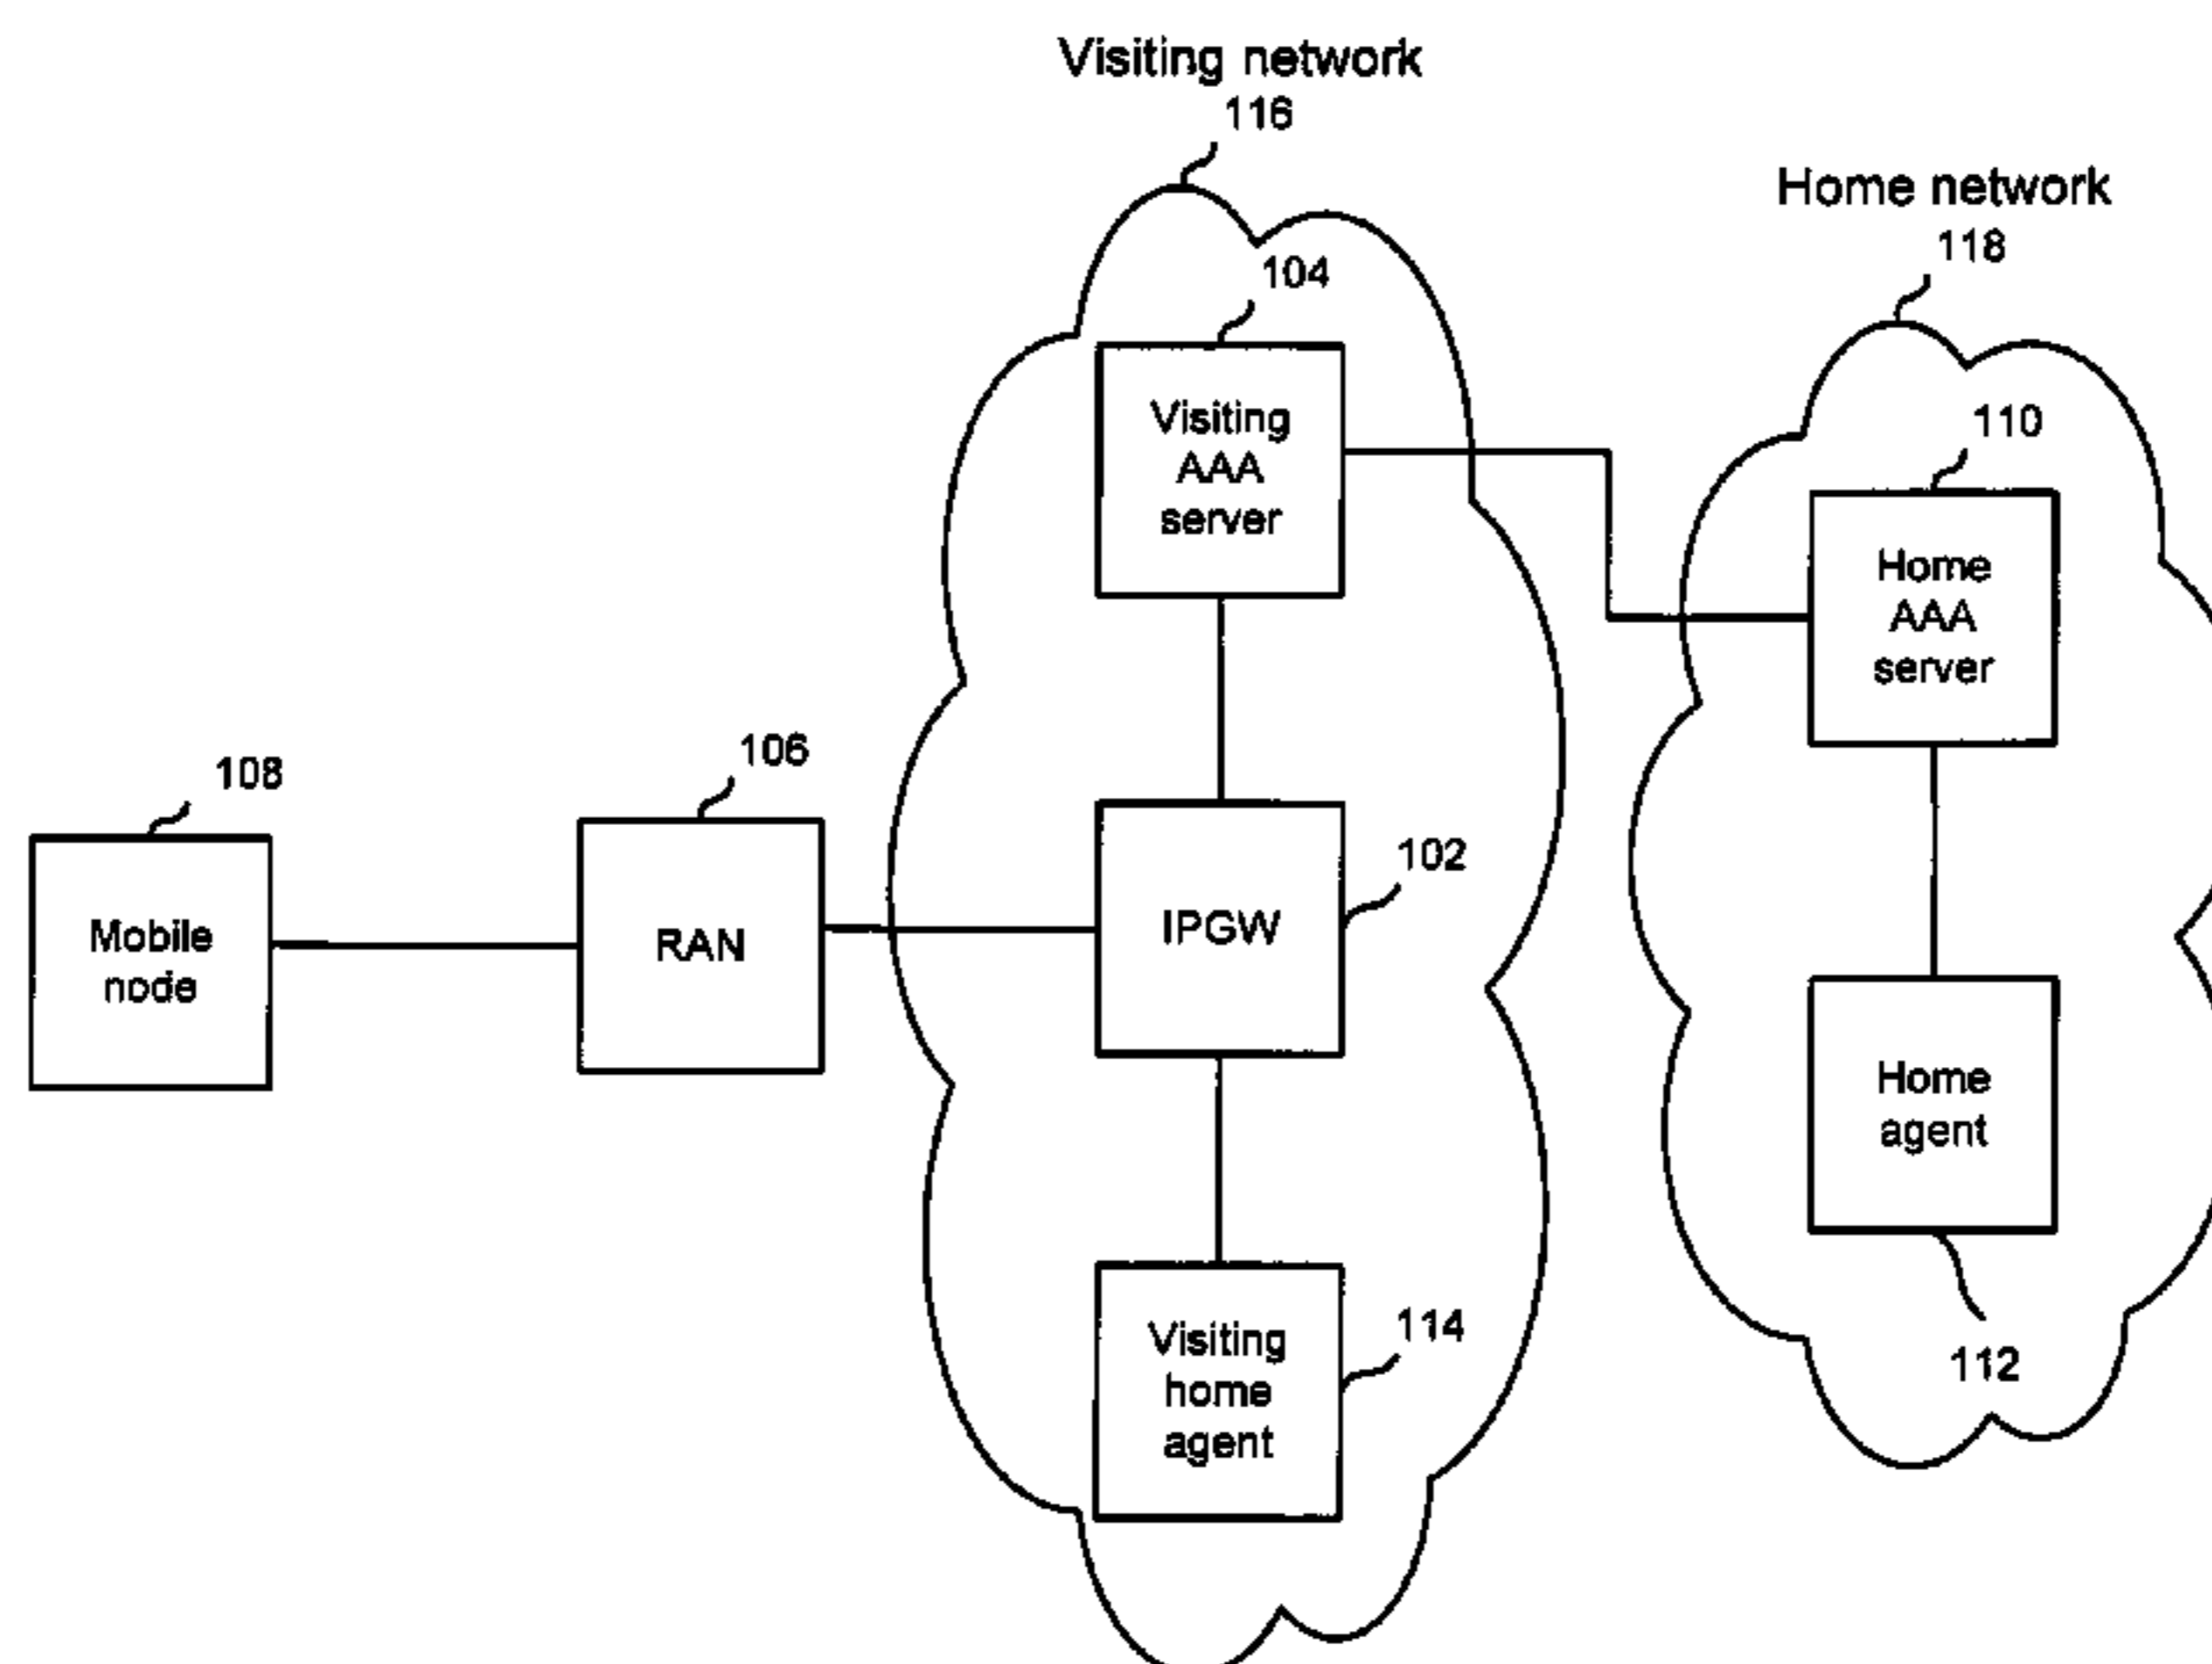 Visiting network
116
Home network
118
104
Visiting
AAA
server
110
Home
AAA
server
108
Mobile
node
106
RAN
102
IPGW
Home
agent
112
114
Visiting
home
agent